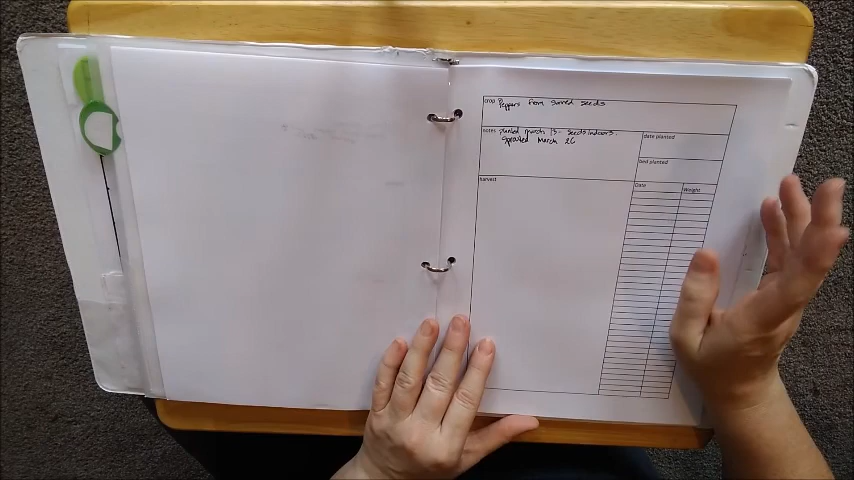 crop Peppers from saved seeds
notes planted march 13 - seeds indoors.
sprouted March 26
date planted
bed planted
harvest
Date Weight